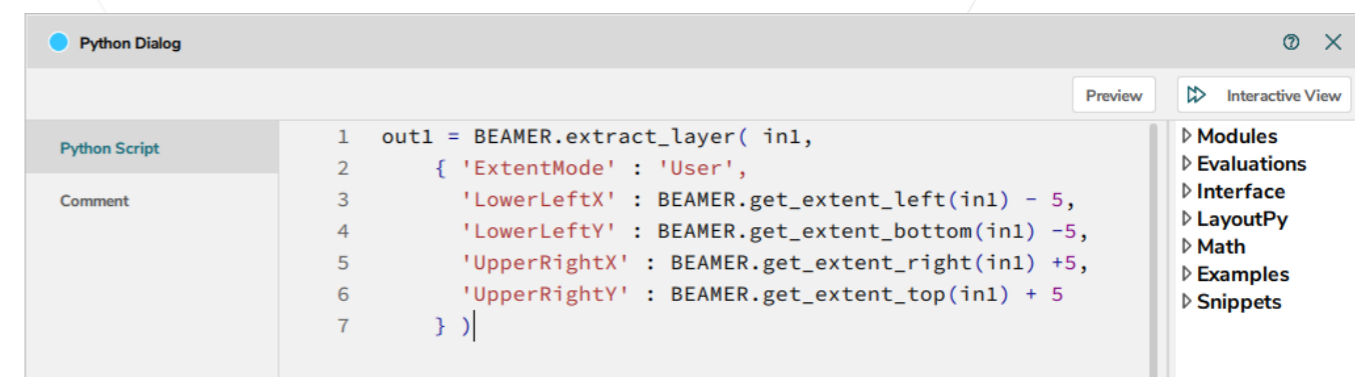 Python Dialog
Preview
Interactive View
Python Script
Comment
1 out1 = BEAMER.extract_layer( in1,
2 { 'ExtentMode' : 'User',
3 'LowerLeftX' : BEAMER.get_extent_left(in1) - 5,
4 'LowerLeftY' : BEAMER.get_extent_bottom(in1) -5,
5 'UpperRightX' : BEAMER.get_extent_right(in1) +5,
6 'UpperRightY' : BEAMER.get_extent_top(in1) + 5
7 } )
Modules
Evaluations
Interface
LayoutPy
Math
Examples
Snippets